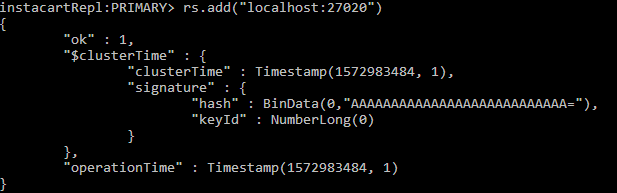 instacartRepl:PRIMARY> rs.add("localhost:27020")
{
        "ok" : 1,
        "$clusterTime" : {
                "clusterTime" : Timestamp(1572983484, 1),
                "signature" : {
                        "hash" : BinData(0,"AAAAAAAAAAAAAAAAAAAAAAAAAAA="),
                        "keyId" : NumberLong(0)
                }
        },
        "operationTime" : Timestamp(1572983484, 1)
}